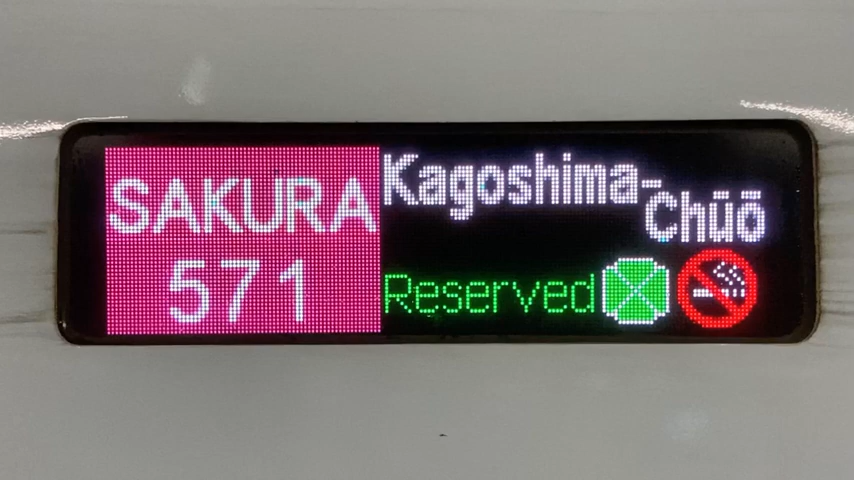 SAKURA
571
Kagoshima-
Chūō
Reserved